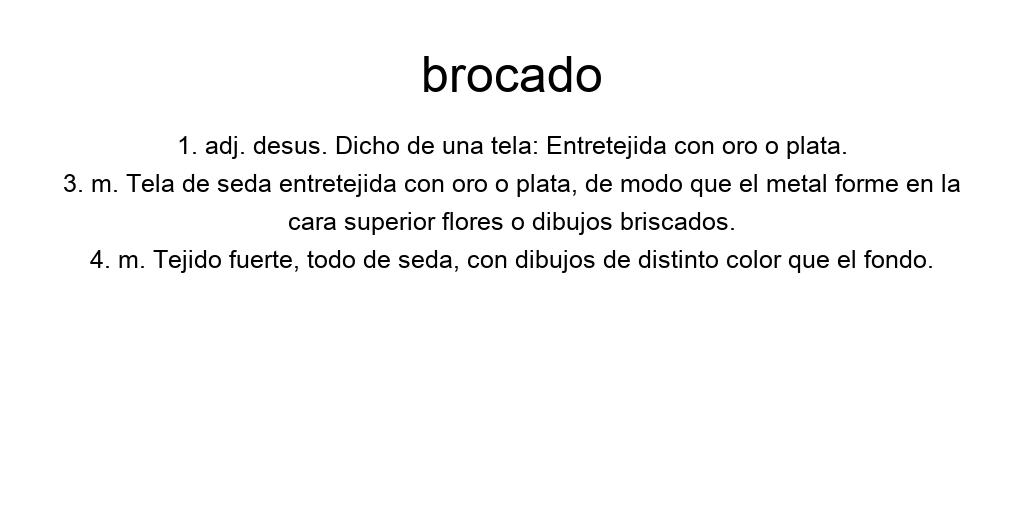 brocado
1. adj. desus. Dicho de una tela: Entretejida con oro o plata.
3. m. Tela de seda entretejida con oro o plata, de modo que el metal forme en la
cara superior flores o dibujos briscados.
4. m. Tejido fuerte, todo de seda, con dibujos de distinto color que el fondo.